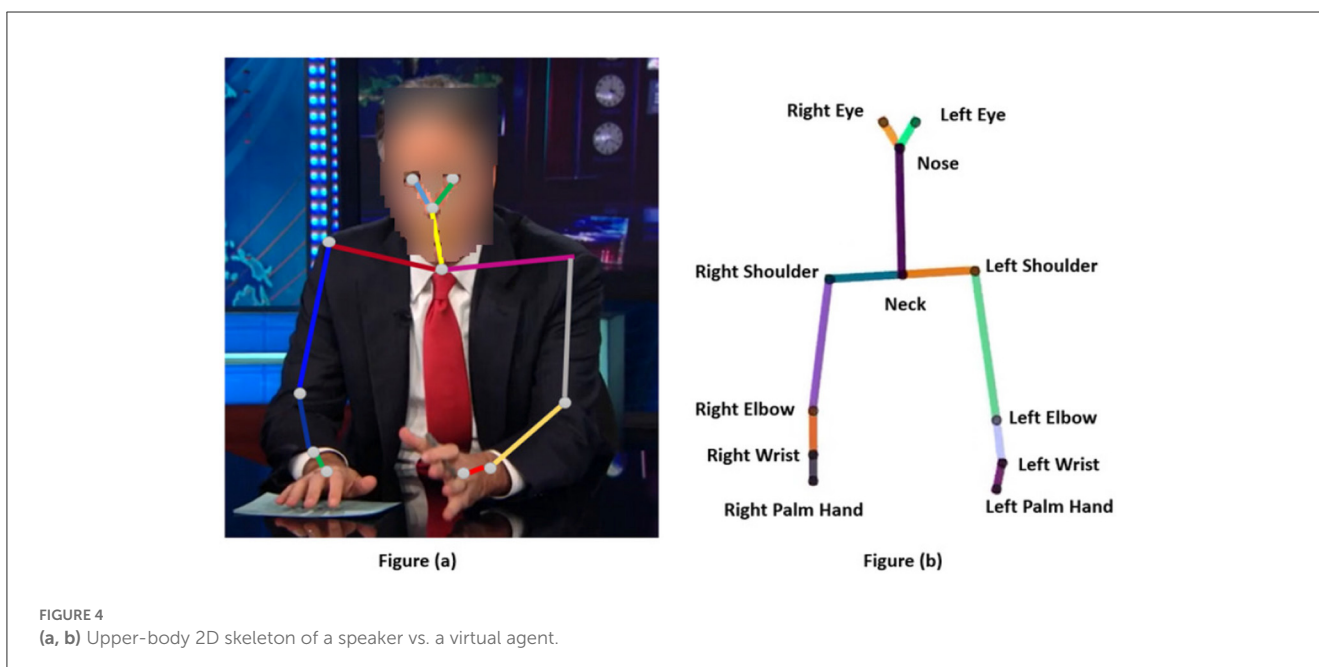 Right Eye
Left Eye
Nose
Right Shoulder
Left Shoulder
Neck
Right Elbow
Left Elbow
Right Wrist
Left Wrist
Right Palm Hand
Left Palm Hand
Figure (a)
Figure (b)
FIGURE 4
(a, b) Upper-body 2D skeleton of a speaker vs. a virtual agent.